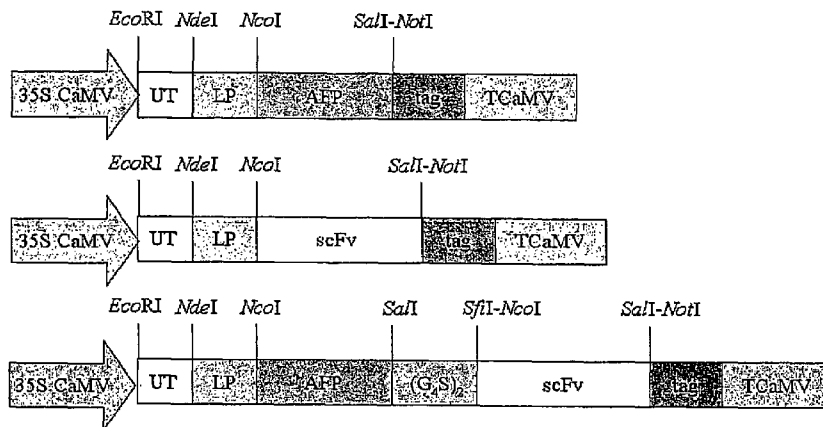 EcoRI NdeI NcoI SalI-NotI
35S CaMV UT LP AFP tag TCaMV
EcoRI NdeI NcoI SalI-NotI
35S CaMV UT LP scFv tag TCaMV
EcoRI NdeI NcoI SalI SfiI-NcoI SalI-NotI
35S CaMV UT LP AFP (G4S)2 scFv tag TCaMV